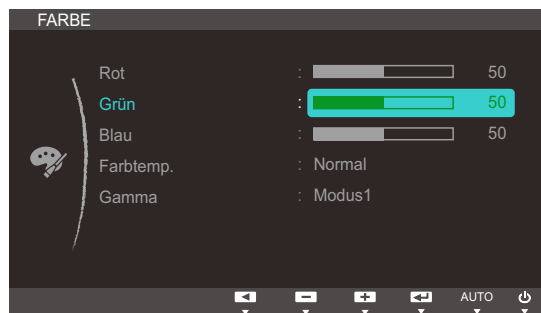 FARBE
Rot : 50
Grün : 50
Blau : 50
Farbtemp. : Normal
Gamma : Modus1
AUTO